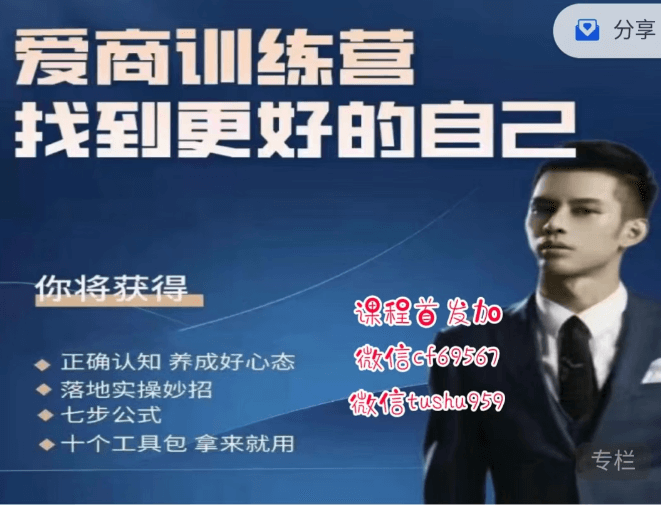 分享
爱商训练营
找到更好的自己
你将获得
正确认知 养成好心态
落地实操妙招
七步公式
十个工具包 拿来就用
课程首发加
微信cf69567
微信tushu959
专栏